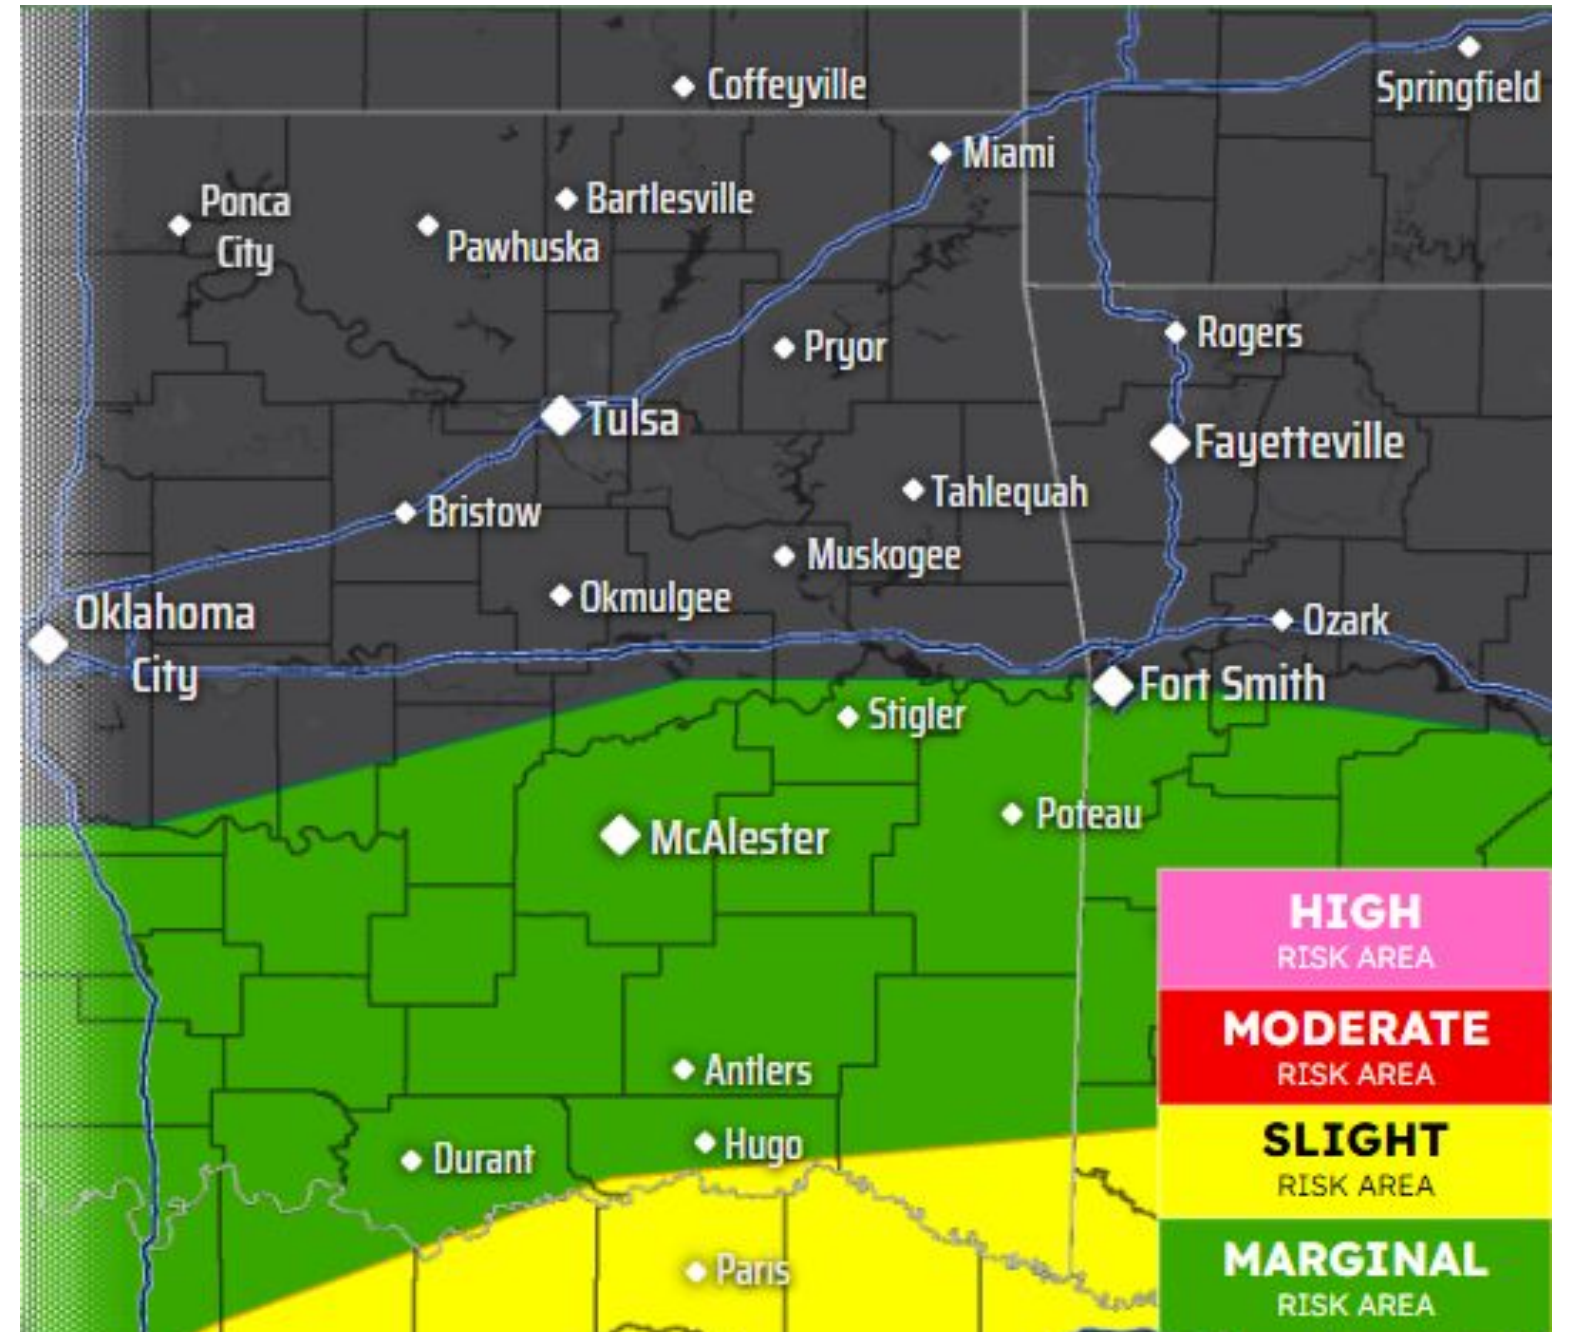 Coffeyville
Springfield
Miami
Ponca
City
Bartlesville
Pawhuska
Rogers
Pryor
Tulsa
Fayetteville
Tahlequah
Bristow
Muskogee
Okmulgee
Oklahoma
City
Ozark
Fort Smith
Stigler
Poteau
McAlester
Antlers
Hugo
Durant
Paris
HIGH
RISK AREA
MODERATE
RISK AREA
SLIGHT
RISK AREA
MARGINAL
RISK AREA